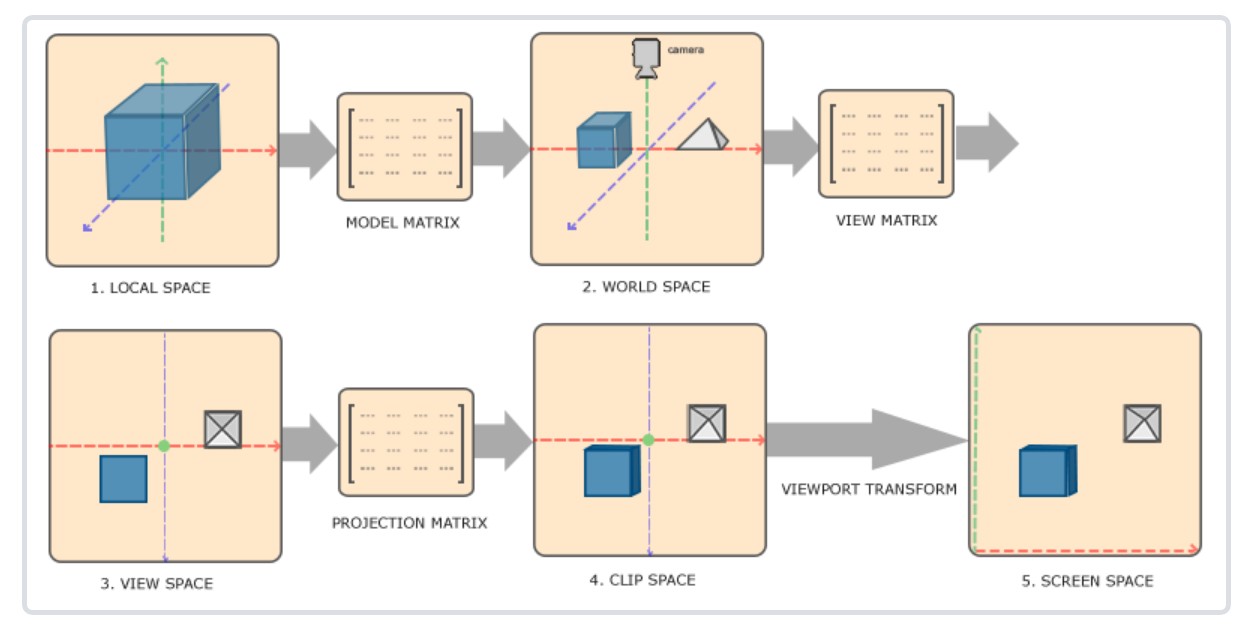 camera
MODEL MATRIX
VIEW MATRIX
1. LOCAL SPACE
2. WORLD SPACE
PROJECTION MATRIX
VIEWPORT TRANSFORM
3. VIEW SPACE
4. CLIP SPACE
5. SCREEN SPACE